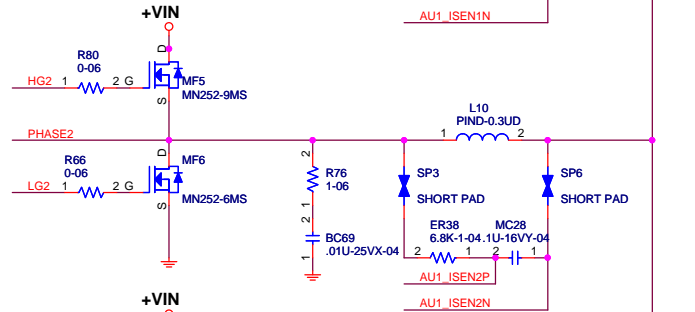 +VIN
AU1_ISEN1N
D
R80
0-06
HG2
1
2
G
MF5
MN252-9MS
S
L10
PIND-0.3UD
PHASE2
1
2
D
R66
0-06
MF6
LG2
1
2
G
MN252-6MS
S
2
R76
1-06
1
SP3
SHORT PAD
SP6
SHORT PAD
2
BC69
.01U-25VX-04
1
ER38
6.8K-1-04
MC28
.1U-16VY-04
2
1
2
1
AU1_ISEN2P
AU1_ISEN2N
+VIN